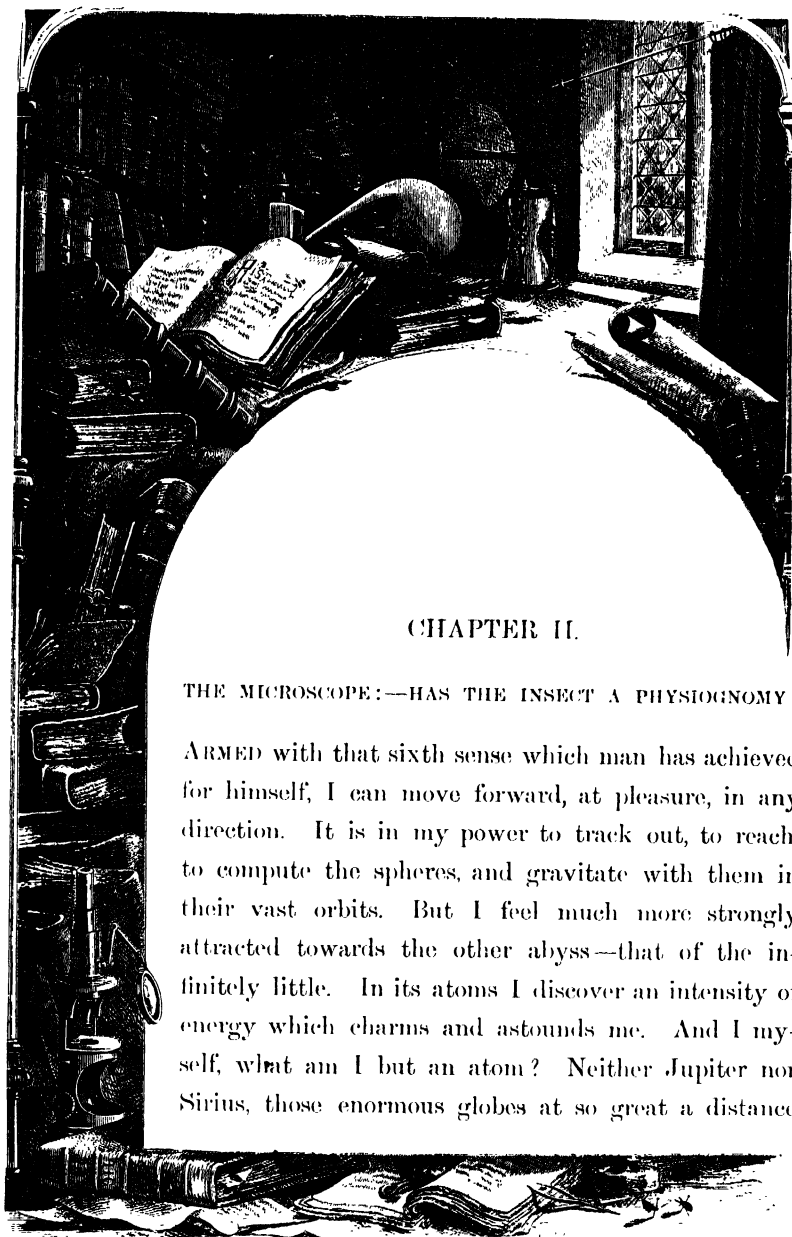 CHAPTER II.
THE MICROSCOPE:—HAS THE INSECT A PHYSIOGNOMY
ARMED with that sixth sense which man has achieved
for himself, I can move forward, at pleasure, in any
direction. It is in my power to track out, to reach
to compute the spheres, and gravitate with them in
their vast orbits. But I feel much more strongly
attracted towards the other abyss—that of the in-
finitely little. In its atoms I discover an intensity of
energy which charms and astounds me. And I my-
self, what am I but an atom? Neither Jupiter nor
Sirius, those enormous globes at so great a distance